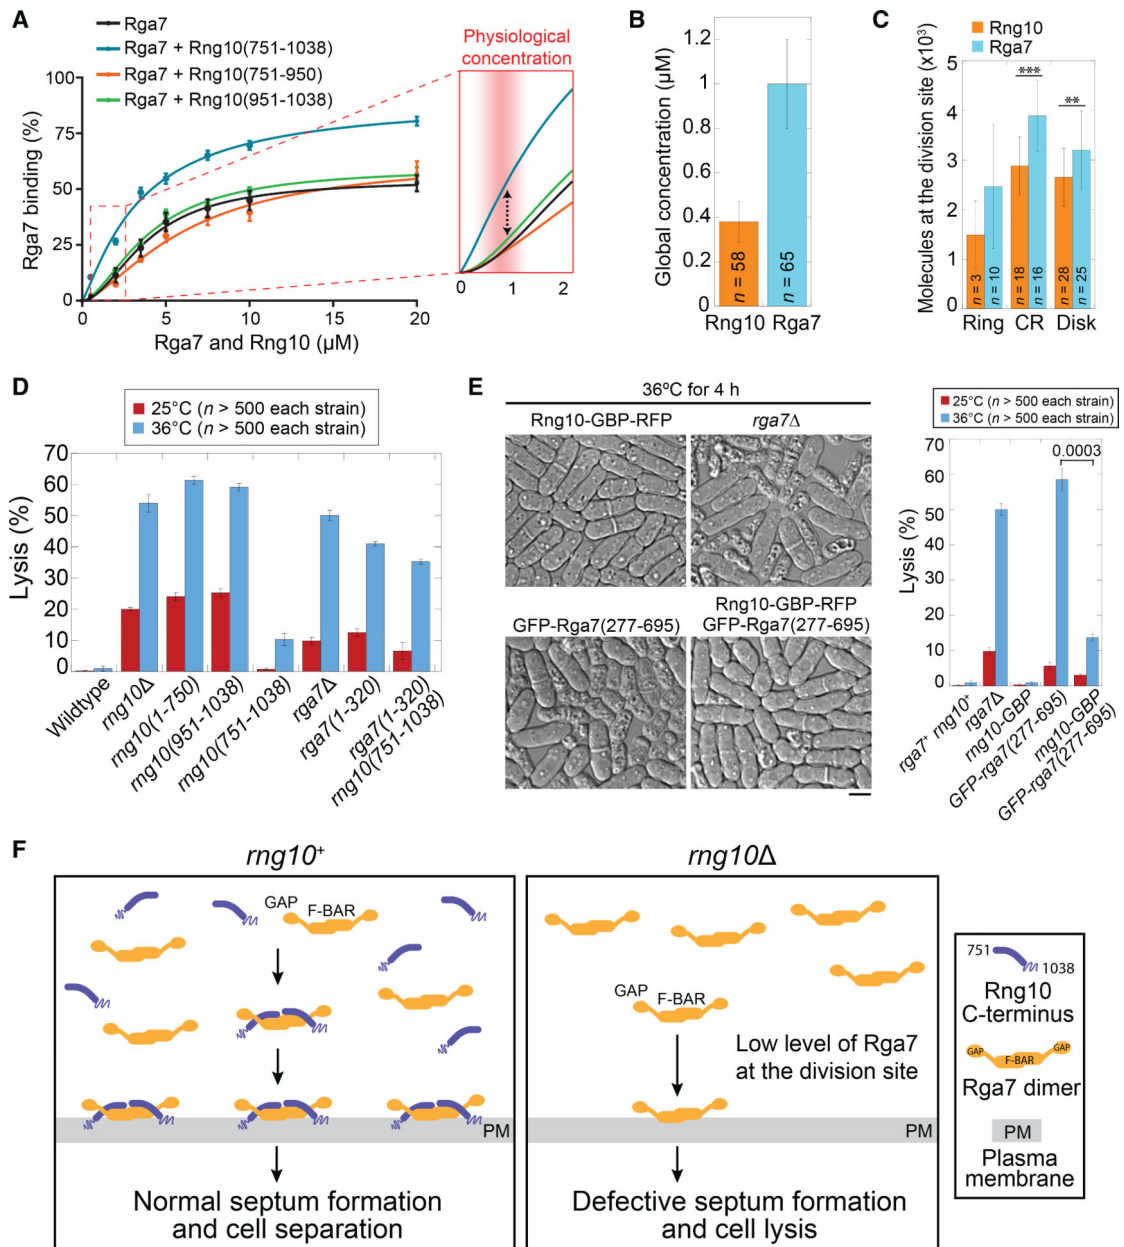 A
Rga7
Rga7 + Rng10(751-1038)
Rga7 + Rng10(751-950)
Rga7 + Rng10(951-1038)
Physiological
concentration
Rga7 binding (%)
100
75
50
25
0
0 5 10 15 20
Rga7 and Rng10 (µM)
0 1 2
B
Global concentration (µM)
1.2
1
0.8
0.6
0.4
0.2
0
n = 58
n = 65
Rng10 Rga7
C
Rng10
Rga7
Molecules at the division site (x10³)
5
4
3
2
1
0
***
**
n = 3
n = 10
n = 18
n = 16
n = 28
n = 25
Ring CR Disk
D
25°C (n > 500 each strain)
36°C (n > 500 each strain)
Lysis (%)
70
60
50
40
30
20
10
0
Wildtype
rng10Δ
rng10(1-750)
rng10(951-1038)
rng10(751-1038)
rga7Δ
rga7(1-320)
rga7(1-320)
rng10(751-1038)
E
36ºC for 4 h
Rng10-GBP-RFP
rga7Δ
GFP-Rga7(277-695)
Rng10-GBP-RFP
GFP-Rga7(277-695)
25°C (n > 500 each strain)
36°C (n > 500 each strain)
0.0003
Lysis (%)
70
60
50
40
30
20
10
0
rga7⁺ rng10⁺
rga7Δ
rng10-GBP
GFP-rga7(277-695)
rng10-GBP
GFP-rga7(277-695)
F
rng10⁺
GAP
F-BAR
PM
Normal septum formation
and cell separation
rng10Δ
GAP
F-BAR
Low level of Rga7
at the division site
PM
Defective septum formation
and cell lysis
751
1038
Rng10
C-terminus
GAP
F-BAR
GAP
Rga7 dimer
PM
Plasma
membrane